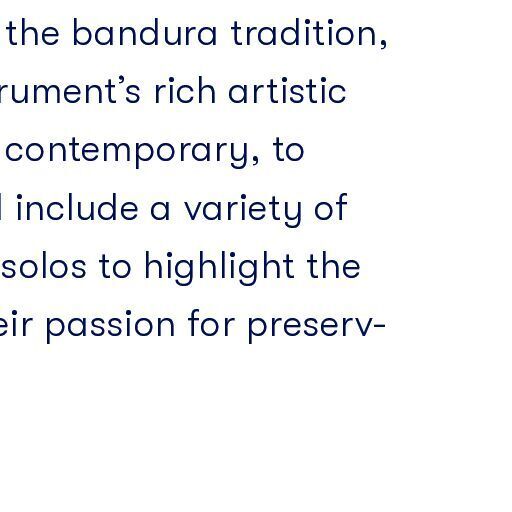 the bandura tradition,
rument’s rich artistic
contemporary, to
include a variety of
solos to highlight the
eir passion for preserv-